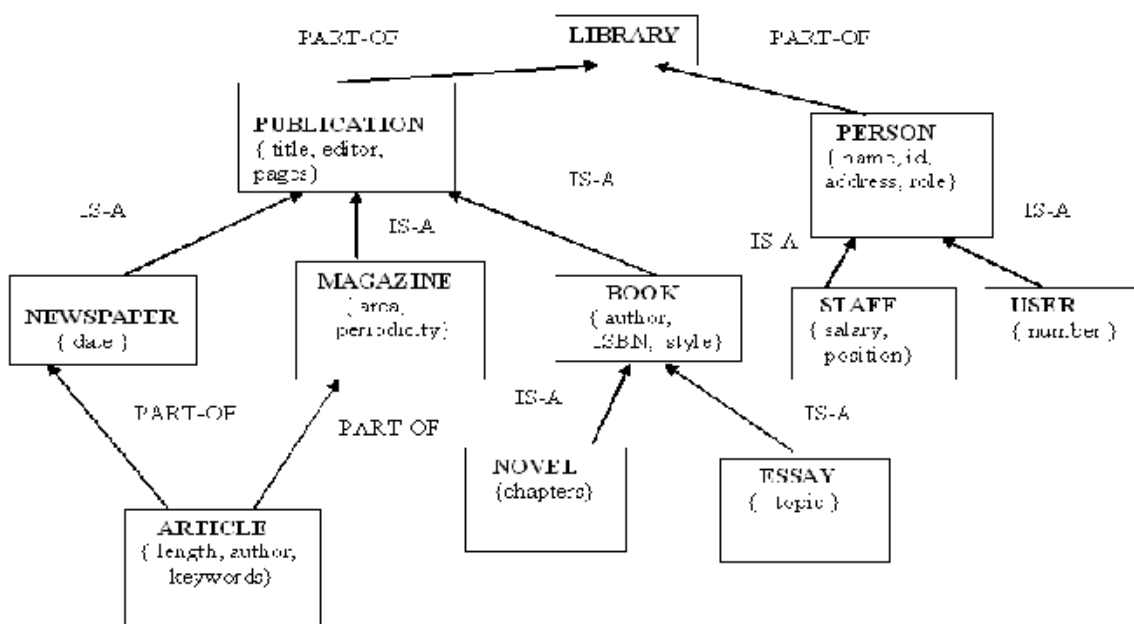 PART-OF LIBRARY PART-OF
PUBLICATION
{ title, editor,
pages}
PERSON
{ name, id,
address, role}
IS-A
IS-A
IS-A
IS-A
IS-A
NEWSPAPER
{ date }
MAGAZINE
{ area,
periodicity}
BOOK
{ author,
ISBN, style}
STAFF
{ salary,
position}
USER
{ number }
PART-OF
PART OF
IS-A
IS-A
NOVEL
{chapters}
ESSAY
{ topic }
ARTICLE
{ length, author,
keywords}